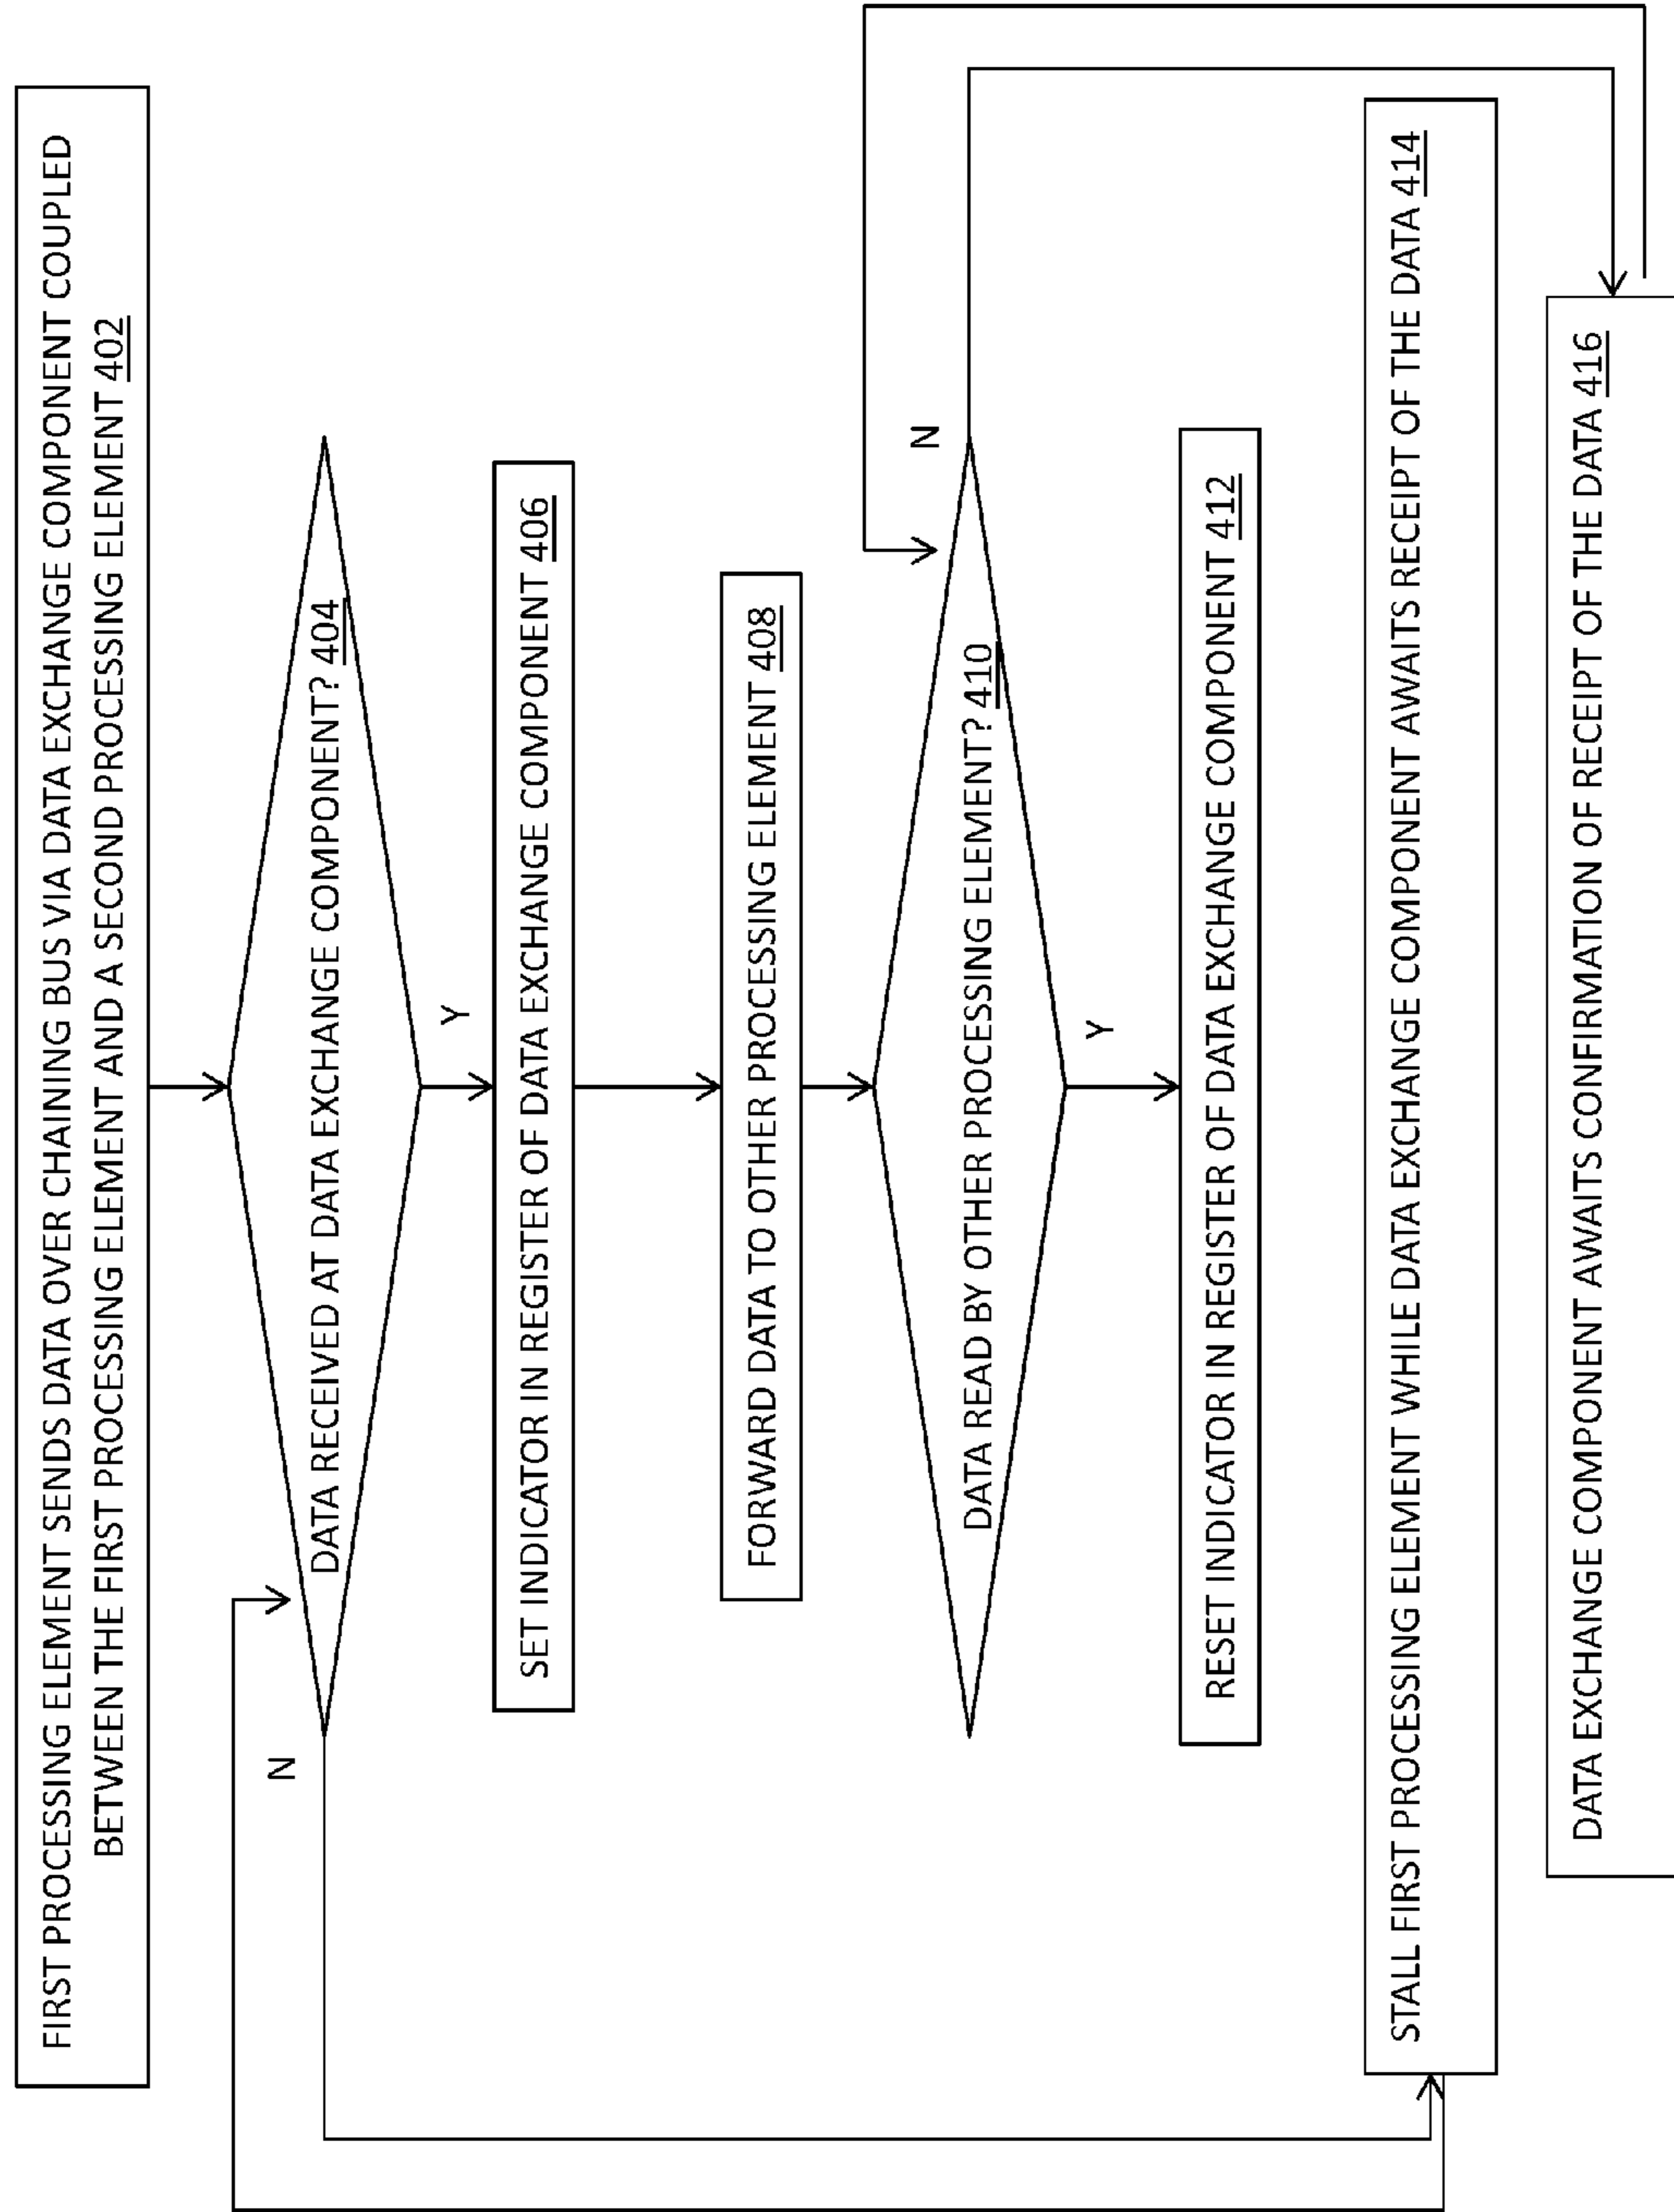 FIRST PROCESSING ELEMENT SENDS DATA OVER CHAINING BUS VIA DATA EXCHANGE COMPONENT COUPLED
BETWEEN THE FIRST PROCESSING ELEMENT AND A SECOND PROCESSING ELEMENT 402
DATA RECEIVED AT DATA EXCHANGE COMPONENT? 404
N
Y
SET INDICATOR IN REGISTER OF DATA EXCHANGE COMPONENT 406
FORWARD DATA TO OTHER PROCESSING ELEMENT 408
DATA READ BY OTHER PROCESSING ELEMENT? 410
N
Y
RESET INDICATOR IN REGISTER OF DATA EXCHANGE COMPONENT 412
STALL FIRST PROCESSING ELEMENT WHILE DATA EXCHANGE COMPONENT AWAITS RECEIPT OF THE DATA 414
DATA EXCHANGE COMPONENT AWAITS CONFIRMATION OF RECEIPT OF THE DATA 416